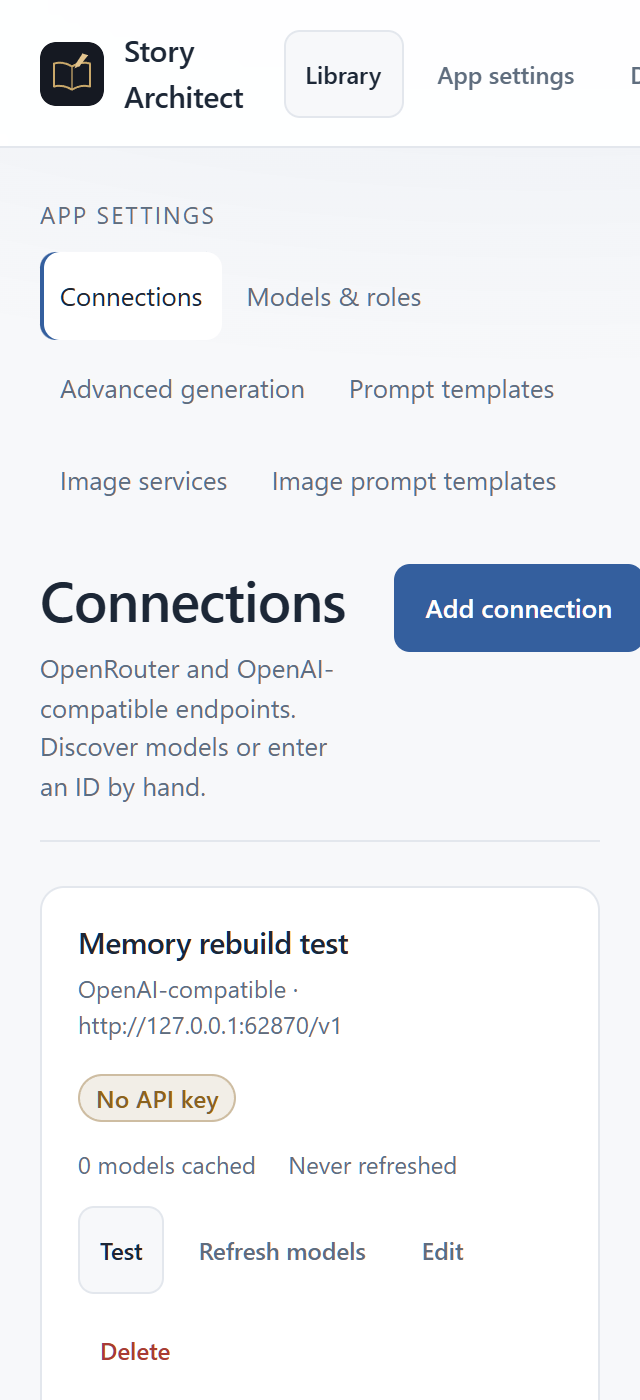 Story
Architect
Library
App settings
D
APP SETTINGS
Connections
Models & roles
Advanced generation
Prompt templates
Image services
Image prompt templates
Connections
Add connection
OpenRouter and OpenAI-
compatible endpoints.
Discover models or enter
an ID by hand.
Memory rebuild test
OpenAI-compatible ·
http://127.0.0.1:62870/v1
No API key
0 models cached
Never refreshed
Test
Refresh models
Edit
Delete